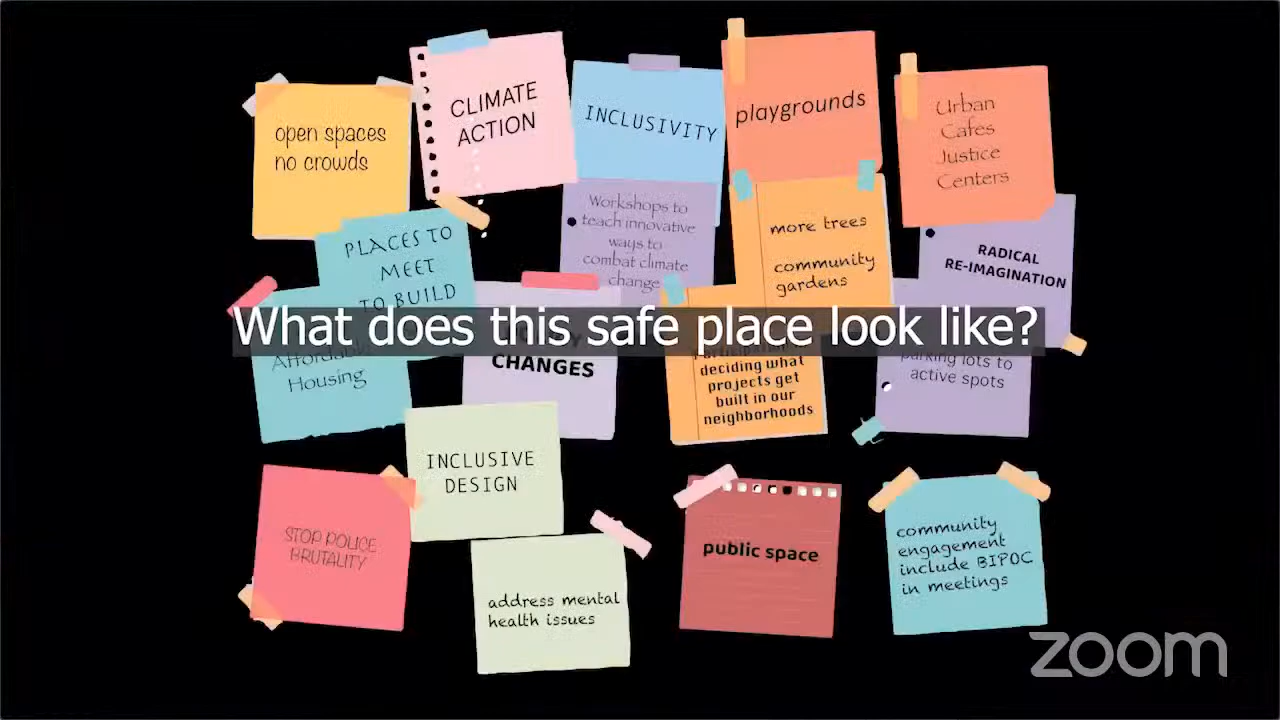 open spaces
no crowds
CLIMATE
ACTION
INCLUSIVITY
playgrounds
Urban
Cafes
Justice
Centers
PLACES TO
MEET
TO BUILD
Workshops to
teach innovative
ways to
combat climate
change
more trees
community
gardens
RADICAL
RE-IMAGINATION
What does this safe place look like?
Affordable
Housing
CHANGES
deciding what
projects get
built in our
neighborhoods
parking lots to
active spots
INCLUSIVE
DESIGN
STOP POLICE
BRUTALITY
address mental
health issues
public space
community
engagement
include BIPOC
in meetings
zoom